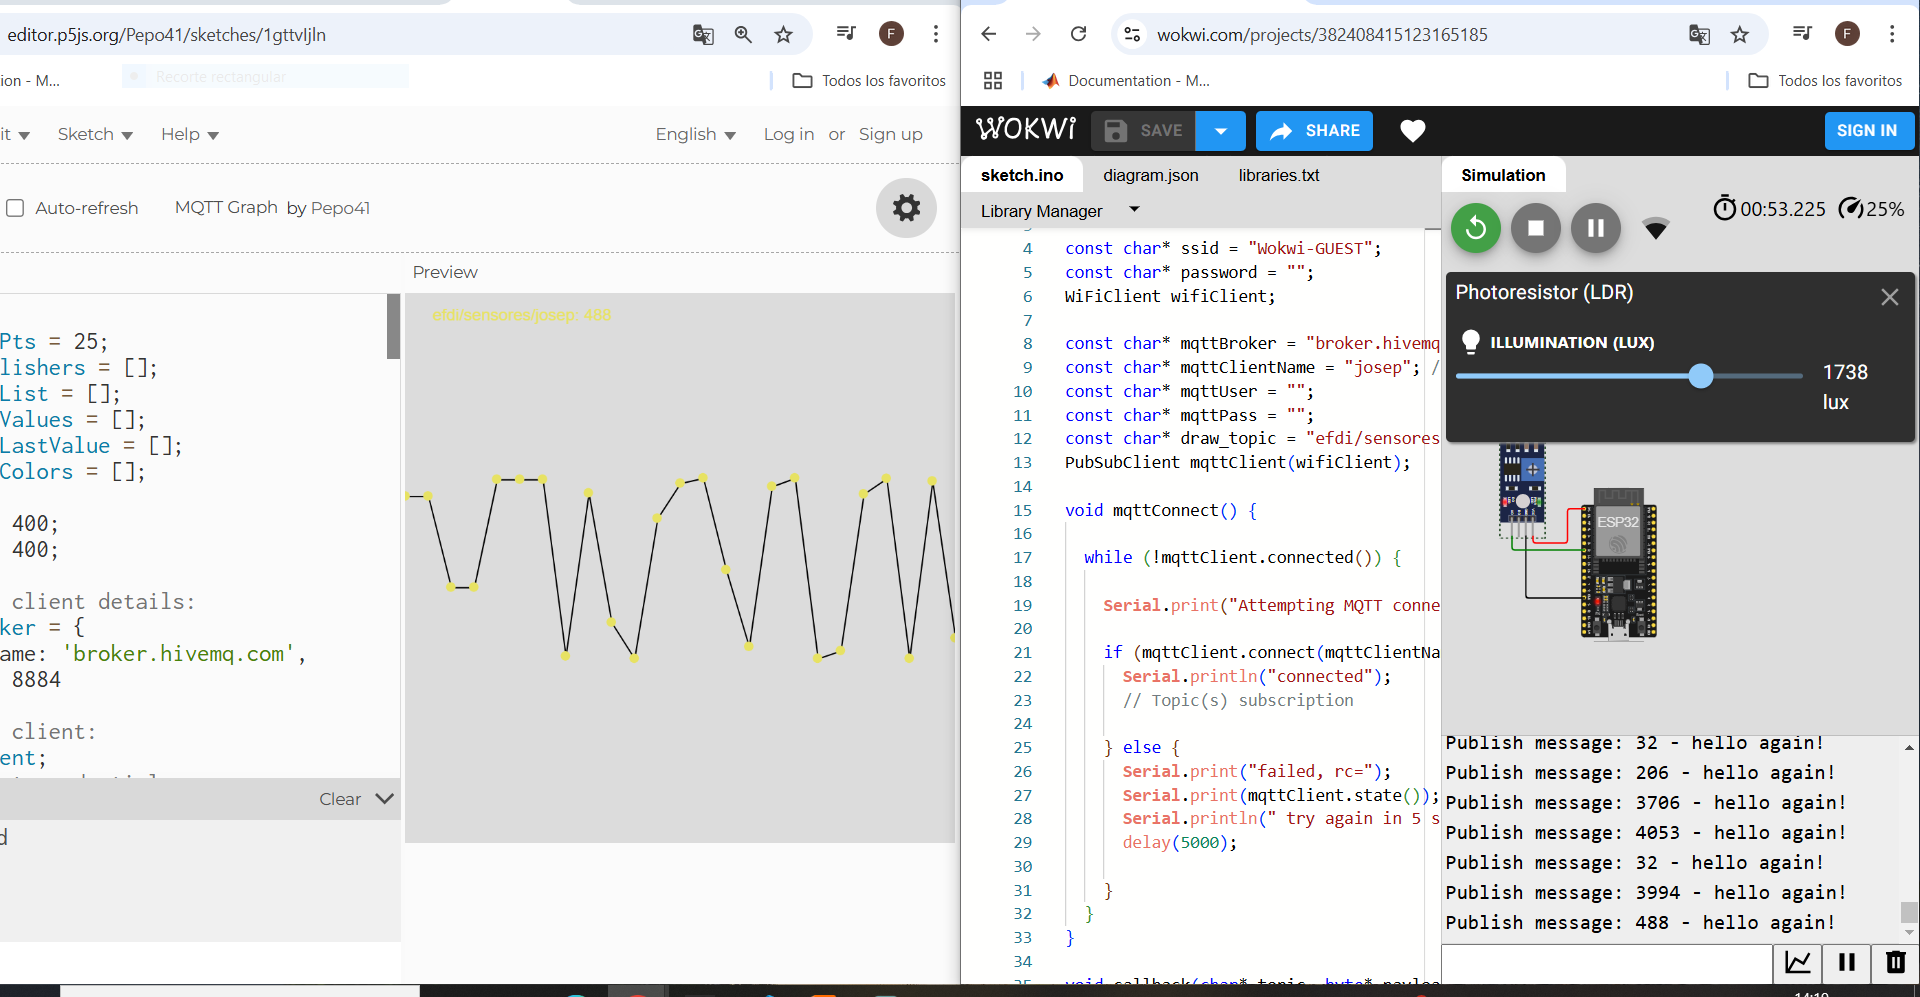 editor.p5js.org/Pepo41/sketches/1gttvIjln
F
ion - M...
Recorte rectangular
Todos los favoritos
it
Sketch
Help
English
Log in or Sign up
Auto-refresh
MQTT Graph by Pepo41
Preview
Pts = 25;
lishers = [];
List = [];
Values = [];
LastValue = [];
Colors = [];
400;
400;
client details:
ker = {
ame: 'broker.hivemq.com',
8884
client:
ent;
Clear
d
efdi/sensores/josep: 488
wokwi.com/projects/382408415123165185
F
Documentation - M...
Todos los favoritos
WOKWi
SAVE
SHARE
SIGN IN
sketch.ino
diagram.json
libraries.txt
Library Manager
4 const char* ssid = "Wokwi-GUEST";
5 const char* password = "";
6 WiFiClient wifiClient;
7
8 const char* mqttBroker = "broker.hivemq
9 const char* mqttClientName = "josep"; /
10 const char* mqttUser = "";
11 const char* mqttPass = "";
12 const char* draw_topic = "efdi/sensores
13 PubSubClient mqttClient(wifiClient);
14
15 void mqttConnect() {
16
17 while (!mqttClient.connected()) {
18
19 Serial.print("Attempting MQTT conne
20
21 if (mqttClient.connect(mqttClientNa
22 Serial.println("connected");
23 // Topic(s) subscription
24
25 } else {
26 Serial.print("failed, rc=");
27 Serial.print(mqttClient.state());
28 Serial.println(" try again in 5 s
29 delay(5000);
30
31 }
32 }
33 }
34
void callback(char* topic, byte* paylo
Simulation
00:53.225
25%
Photoresistor (LDR)
ILLUMINATION (LUX)
1738
lux
ESP32
Publish message: 32 - hello again!
Publish message: 206 - hello again!
Publish message: 3706 - hello again!
Publish message: 4053 - hello again!
Publish message: 32 - hello again!
Publish message: 3994 - hello again!
Publish message: 488 - hello again!